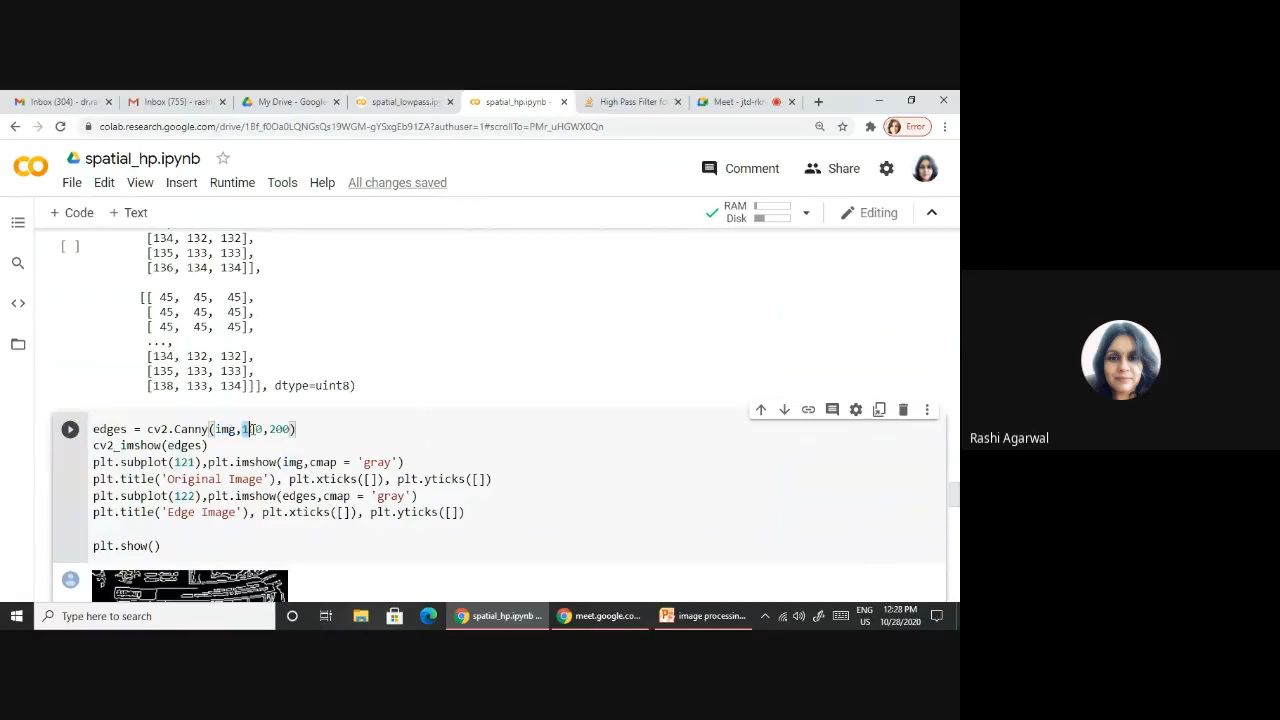 Inbox (304) - dr.ra
Inbox (755) - rash
My Drive - Google
spatial_lowpass.ip
spatial_hp.ipynb -
High Pass Filter fo
Meet - jtd-rkn
colab.research.google.com/drive/1Bf_f0Oa0LQNGsQs19WGM-gYSxgEb91ZA?authuser=1#scrollTo=PMr_uHGWX0Qn
Error
CO
spatial_hp.ipynb
Comment
Share
File Edit View Insert Runtime Tools Help All changes saved
+ Code + Text
RAM
Disk
Editing
[ ]
[134, 132, 132],
[135, 133, 133],
[136, 134, 134]],
[[ 45, 45, 45],
[ 45, 45, 45],
[ 45, 45, 45],
...,
[134, 132, 132],
[135, 133, 133],
[138, 133, 134]]], dtype=uint8)
edges = cv2.Canny(img,100,200)
cv2_imshow(edges)
plt.subplot(121),plt.imshow(img,cmap = 'gray')
plt.title('Original Image'), plt.xticks([]), plt.yticks([])
plt.subplot(122),plt.imshow(edges,cmap = 'gray')
plt.title('Edge Image'), plt.xticks([]), plt.yticks([])
plt.show()
Rashi Agarwal
Type here to search
spatial_hp.ipynb ...
meet.google.co...
image processin...
ENG
US
12:28 PM
10/28/2020